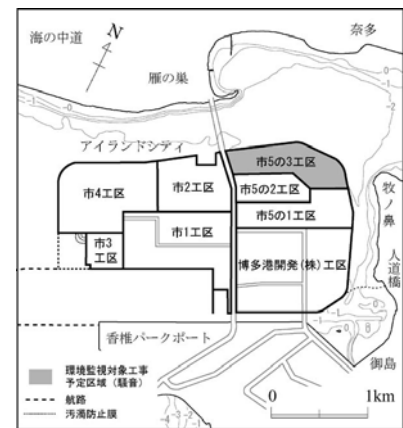 海の中道
N
奈多
雁の巣
アイランドシティ
市5の3工区
市4工区
市2工区
市5の2工区
市5の1工区
市3
工区
市1工区
博多港開発(株)工区
牧ノ鼻
人道橋
香椎パークポート
御島
環境監視対象工事
予定区域（騒音）
航路
汚濁防止膜
0 1km